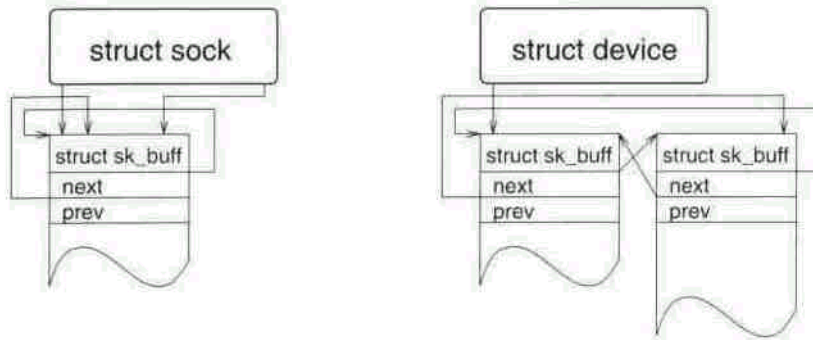 struct sock
struct sk_buff
next
prev
struct device
struct sk_buff
next
prev
struct sk_buff
next
prev